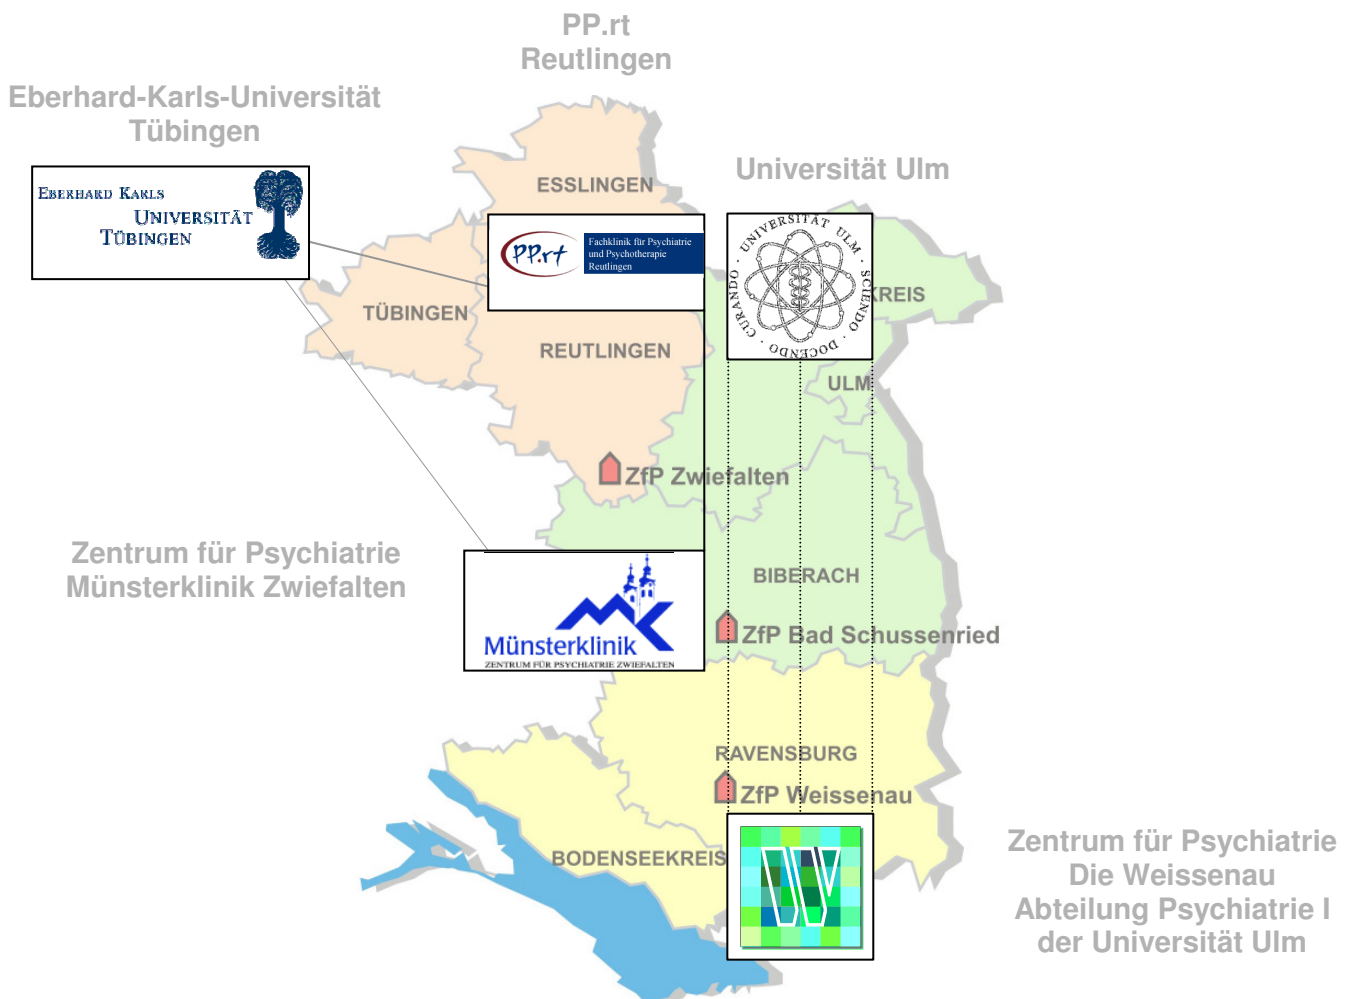 PP.rt
Reutlingen
Eberhard-Karls-Universität
Tübingen
Universität Ulm
EBERHARD KARLS
UNIVERSITÄT
TÜBINGEN
ESSLINGEN
PP.rt
Fachklinik für Psychiatrie
und Psychotherapie
Reutlingen
· UNIVERSITÄT ULM · SCIENDO · DOCENDO · CURANDO
KREIS
TÜBINGEN
REUTLINGEN
ULM
ZfP Zwiefalten
Zentrum für Psychiatrie
Münsterklinik Zwiefalten
BIBERACH
Münsterklinik
ZENTRUM FÜR PSYCHIATRIE ZWIEFALTEN
ZfP Bad Schussenried
RAVENSBURG
ZfP Weissenau
BODENSEEKREIS
W
Zentrum für Psychiatrie
Die Weissenau
Abteilung Psychiatrie I
der Universität Ulm